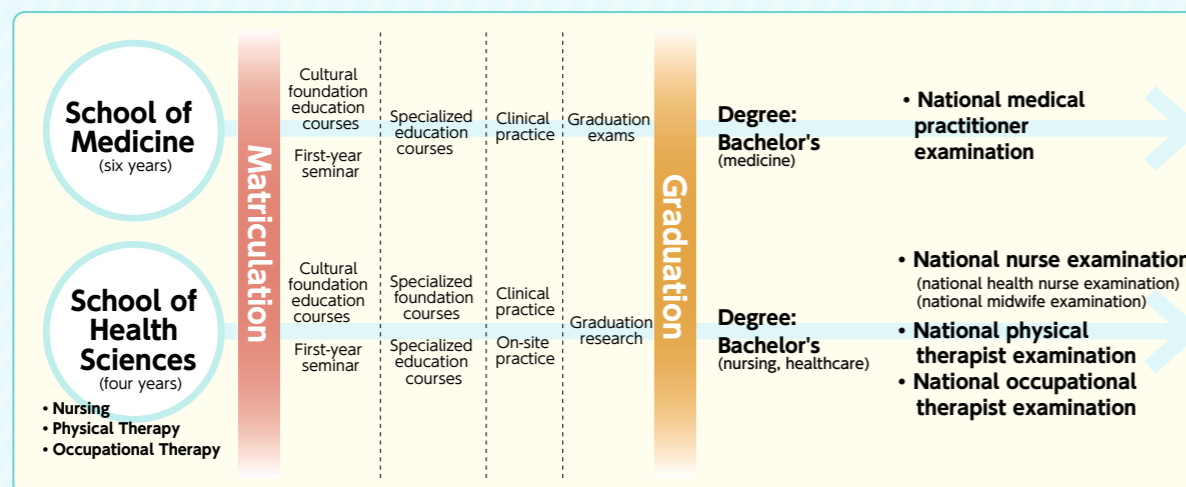 School of
Medicine
(six years)
Matriculation
Cultural
foundation
education
courses
First-year
seminar
Specialized
education
courses
Clinical
practice
Graduation
exams
Graduation
Degree:
Bachelor's
(medicine)
• National medical
practitioner
examination
School of
Health
Sciences
(four years)
• Nursing
• Physical Therapy
• Occupational Therapy
Cultural
foundation
education
courses
First-year
seminar
Specialized
foundation
courses
Specialized
education
courses
Clinical
practice
On-site
practice
Graduation
research
Degree:
Bachelor's
(nursing, healthcare)
• National nurse examination
(national health nurse examination)
(national midwife examination)
• National physical
therapist examination
• National occupational
therapist examination